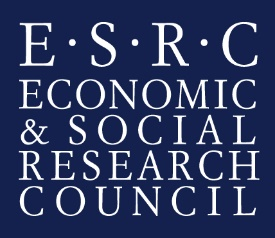 E·S·R·C
ECONOMIC
& SOCIAL
RESEARCH
COUNCIL